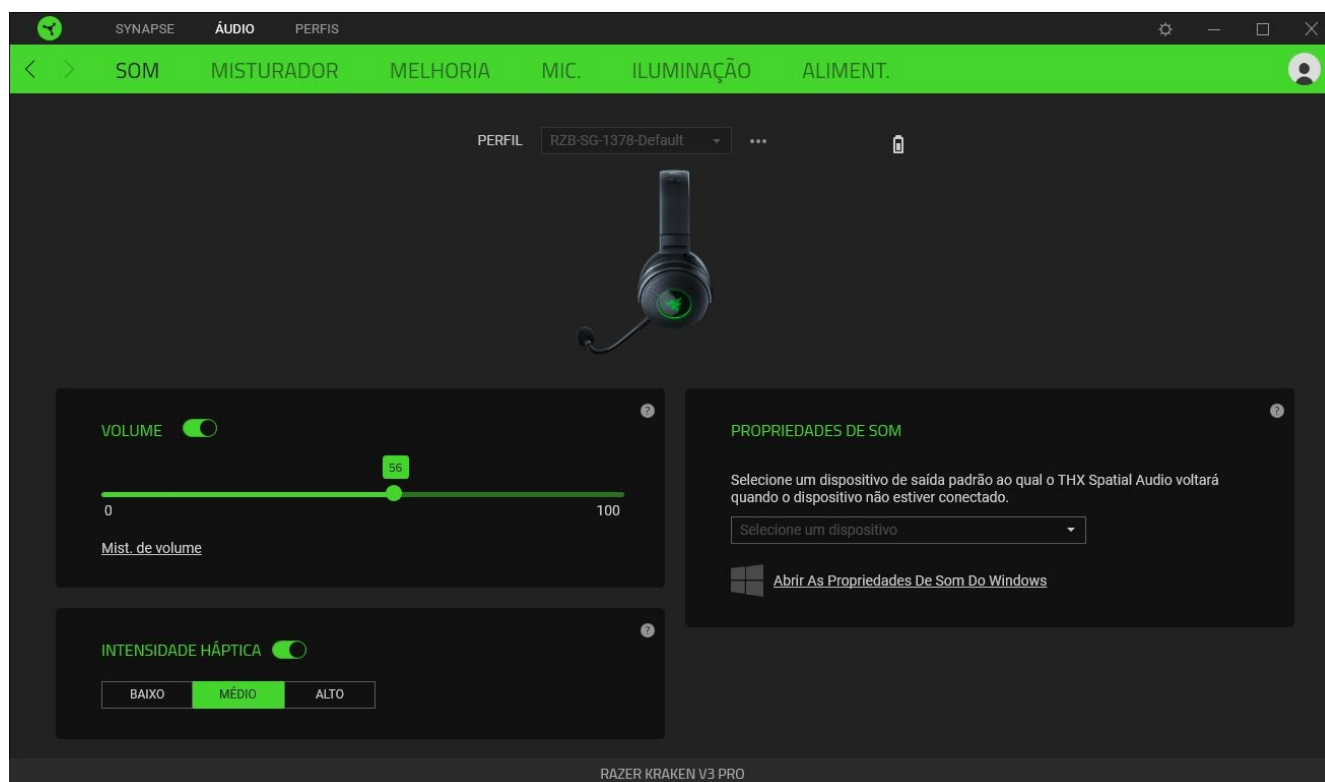 SYNAPSE ÁUDIO PERFIS
SOM MISTURADOR MELHORIA MIC. ILUMINAÇÃO ALIMENT.
PERFIL RZB-SG-1378-Default
VOLUME
56
0 100
Mist. de volume
INTENSIDADE HÁPTICA
BAIXO MÉDIO ALTO
PROPRIEDADES DE SOM
Selecione um dispositivo de saída padrão ao qual o THX Spatial Audio voltará
quando o dispositivo não estiver conectado.
Selecione um dispositivo
Abrir As Propriedades De Som Do Windows
RAZER KRAKEN V3 PRO